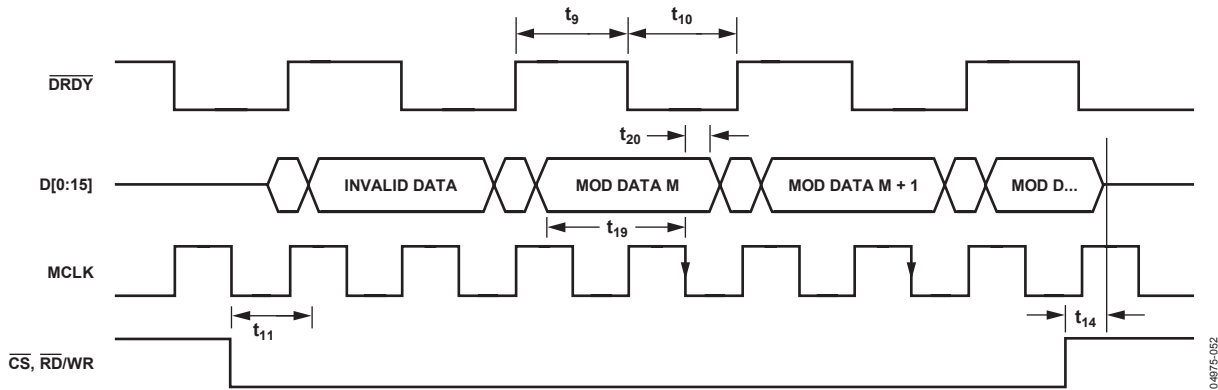 t9
t10
DRDY
t20
D[0:15]
INVALID DATA
MOD DATA M
MOD DATA M + 1
MOD D...
t19
MCLK
t11
t14
CS, RD/WR
04975-052